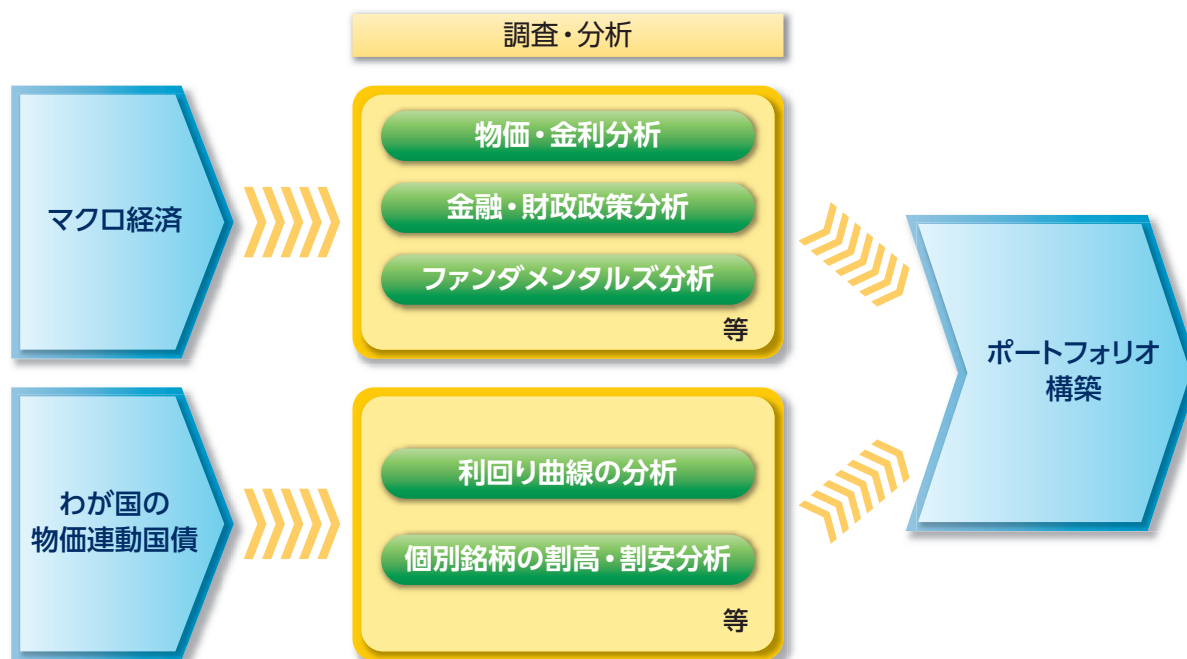 調査・分析
マクロ経済
物価・金利分析
金融・財政政策分析
ファンダメンタルズ分析
等
わが国の
物価連動国債
利回り曲線の分析
個別銘柄の割高・割安分析
等
ポートフォリオ
構築